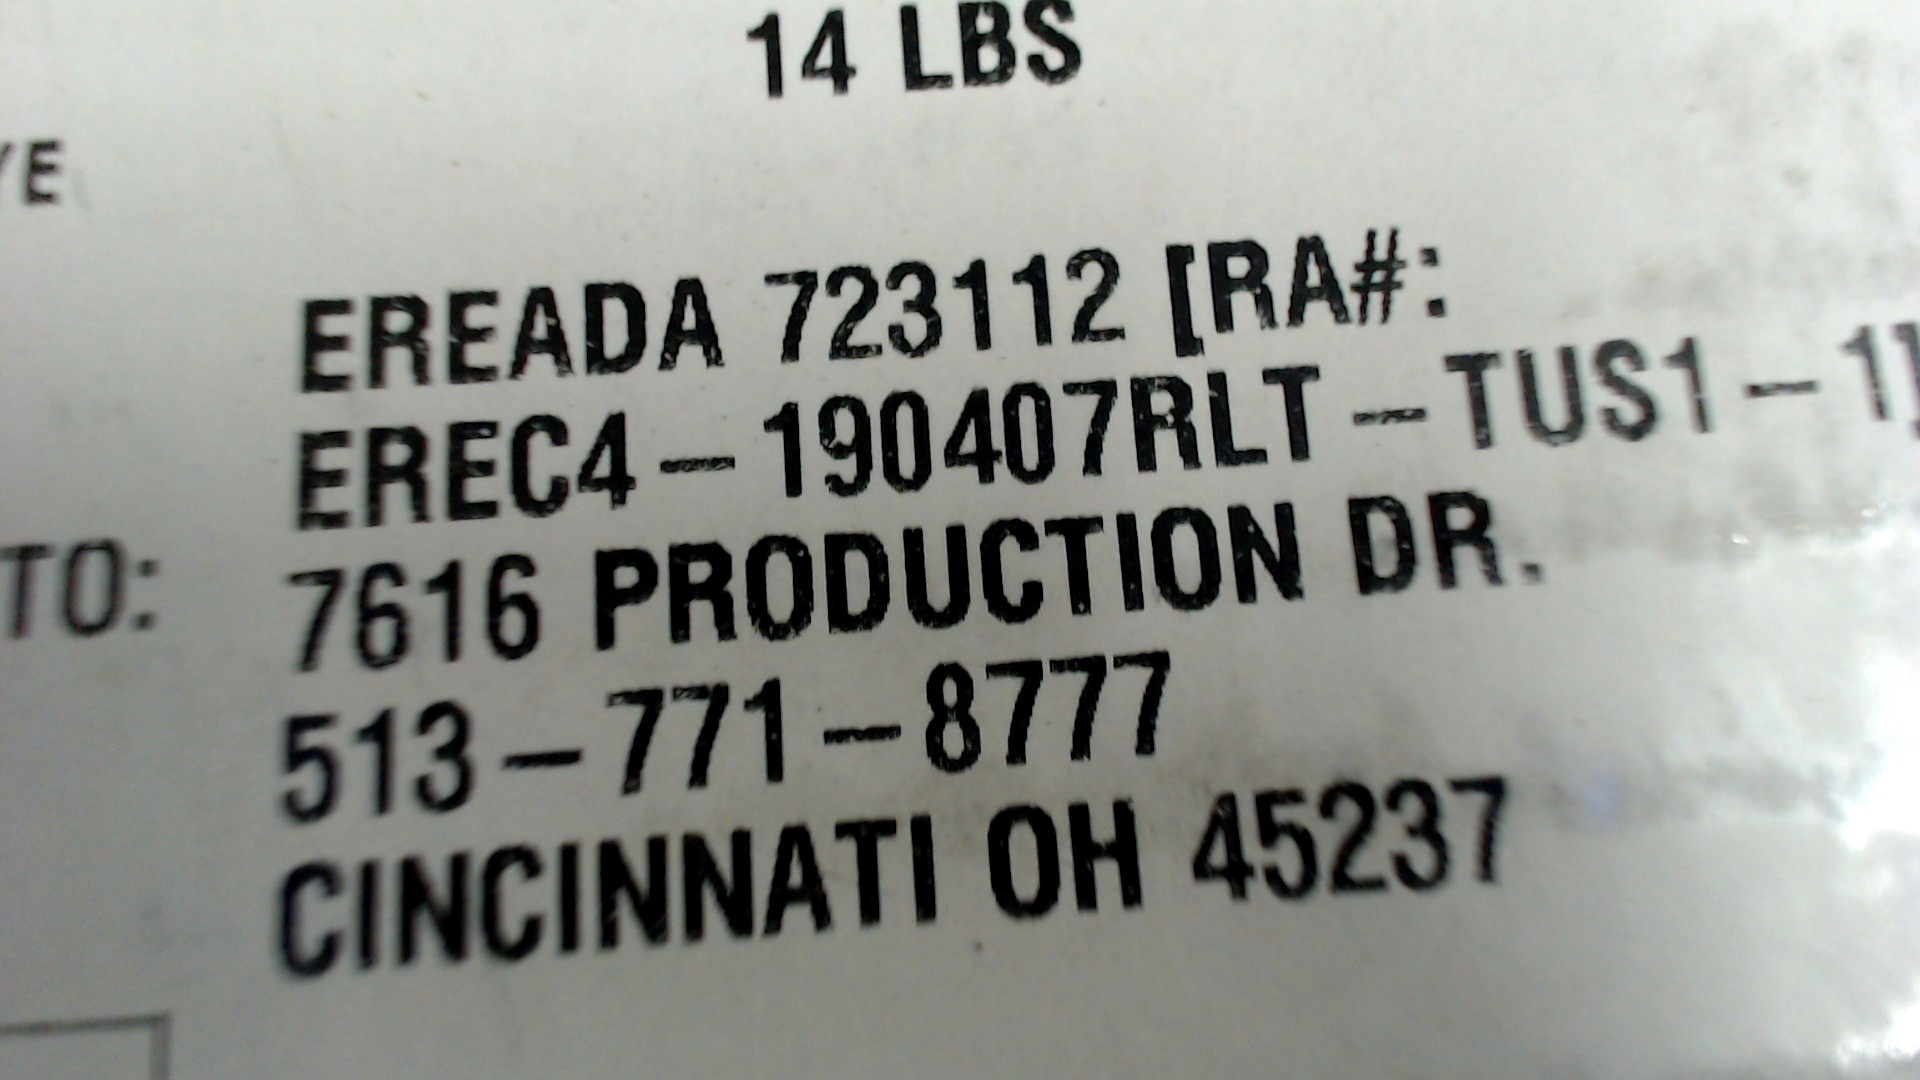 14 LBS
YE
EREADA 723112 [RA#:
EREC4-190407RLT-TUS1-1]
TO: 7616 PRODUCTION DR.
513-771-8777
CINCINNATI OH 45237